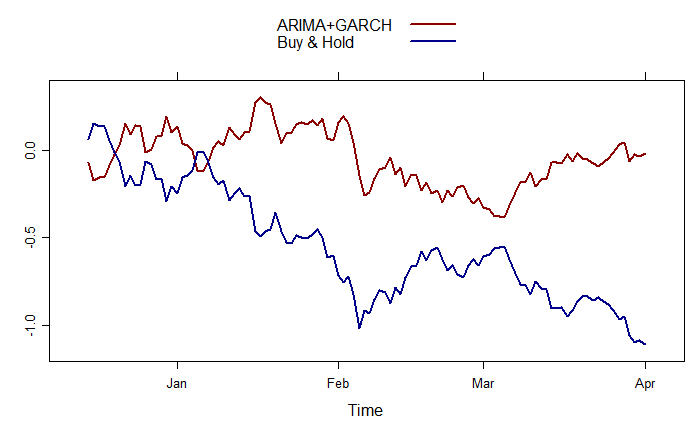 ARIMA+GARCH
Buy & Hold
0.0
-0.5
-1.0
Jan Feb Mar Apr
Time